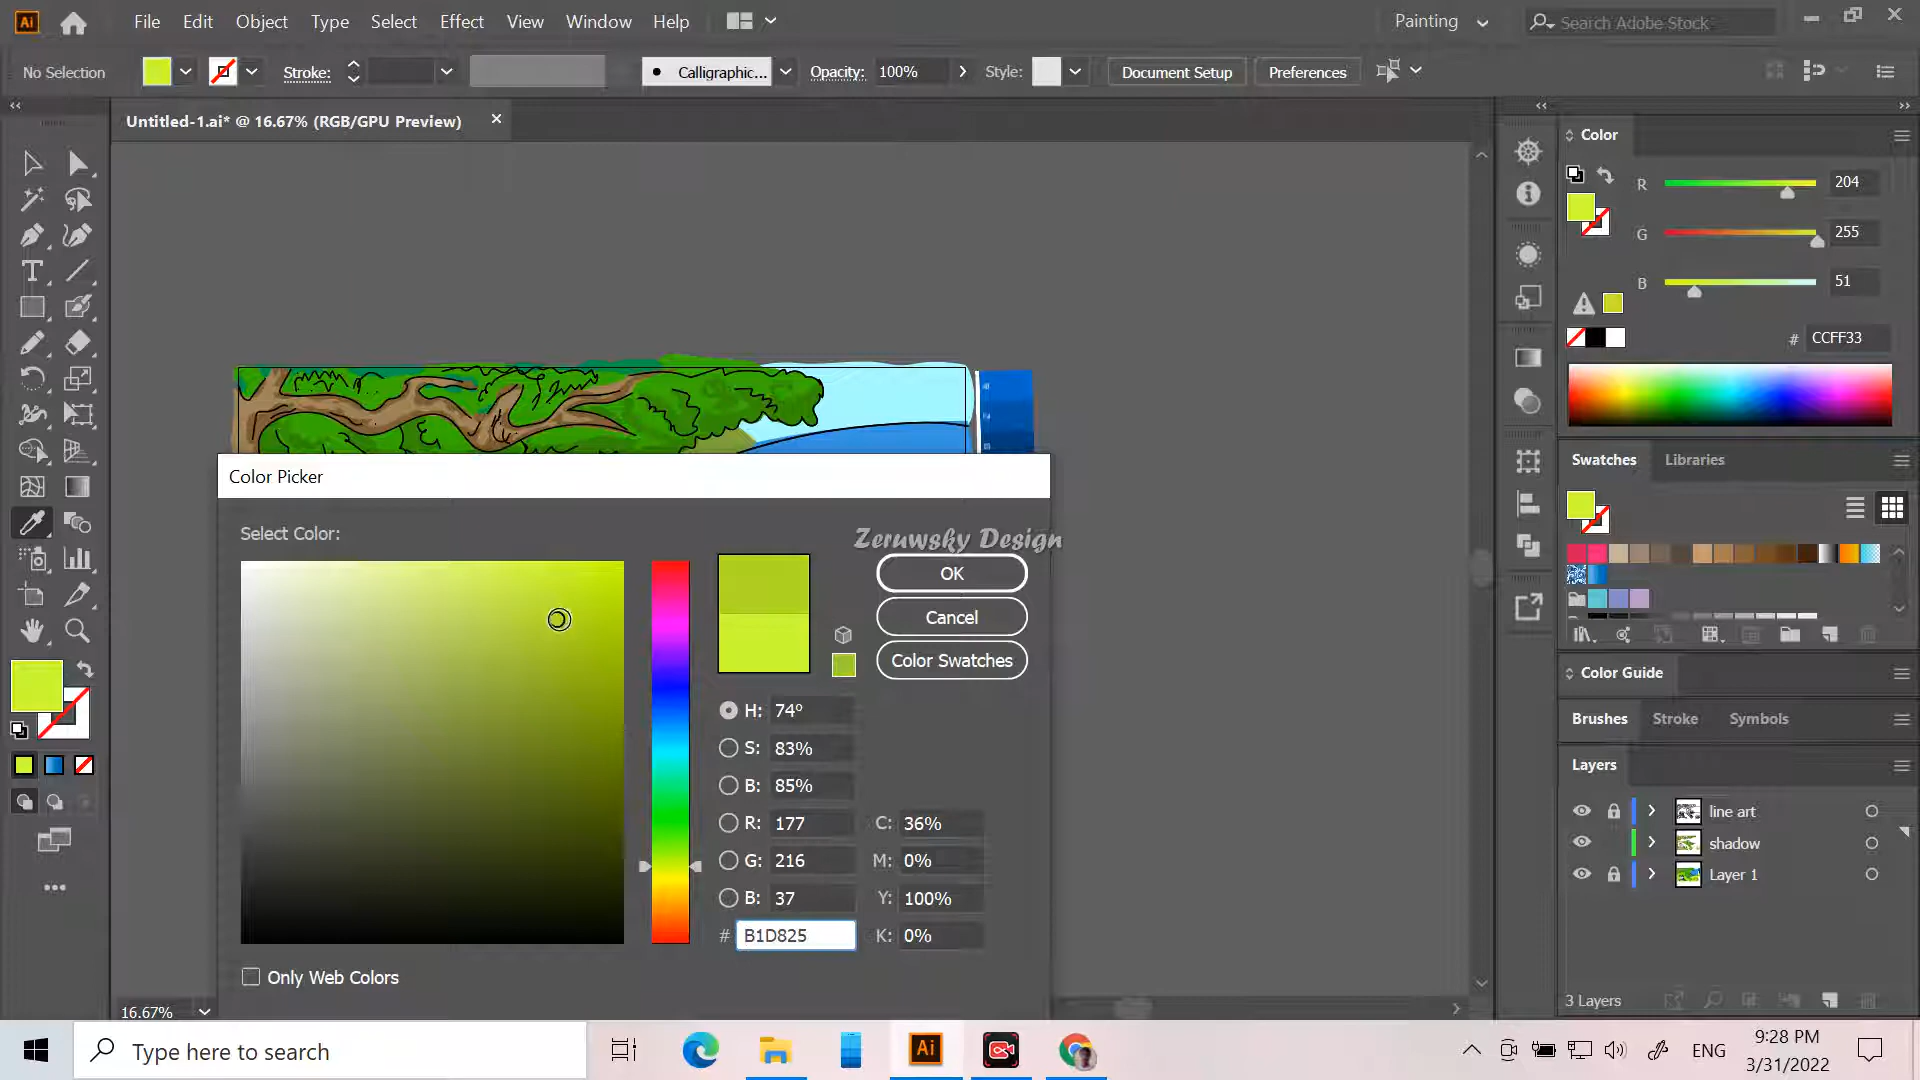 File Edit Object Type Select Effect View Window Help
Painting
Search Adobe Stock
No Selection
Stroke:
Calligraphic...
Opacity: 100%
Style:
Document Setup
Preferences
Untitled-1.ai* @ 16.67% (RGB/GPU Preview)
Color
R 204
G 255
B 51
# CCFF33
Swatches Libraries
Color Picker
Select Color:
Zeruwsky Design
OK
Cancel
Color Swatches
H: 74°
S: 83%
B: 85%
R: 177
G: 216
B: 37
# B1D825
C: 36%
M: 0%
Y: 100%
K: 0%
Only Web Colors
Color Guide
Brushes Stroke Symbols
Layers
line art
shadow
Layer 1
3 Layers
16.67%
Type here to search
ENG
9:28 PM
3/31/2022